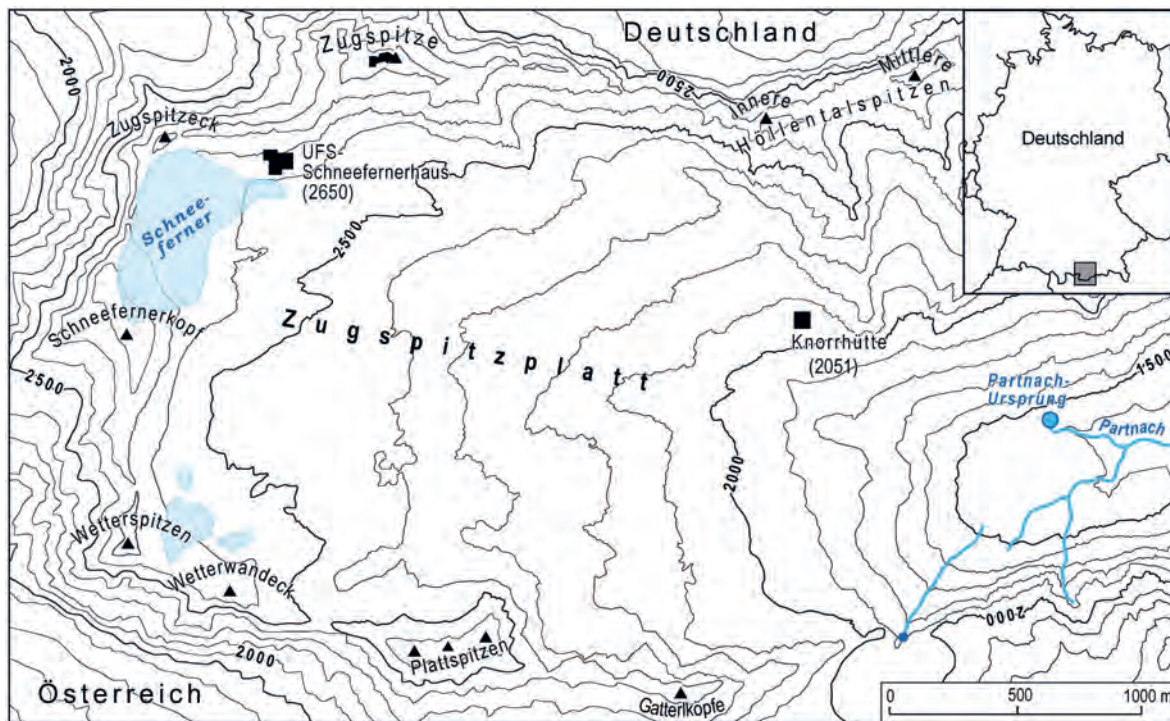 Deutschland
Zugspitze
2000
2500
Mittlere
Innere
Höllentalspitzen
Zugspitzeck
UFS-
Schneefernerhaus
(2650)
Deutschland
Schnee-
ferner
2500
Schneefernerkopf
Zugspitzplatt
Knorrhütte
(2051)
1500
2500
Partnach-
Ursprung
Partnach
2000
Wetterspitzen
Wetterwandeck
2000
2000
Plattspitzen
Österreich
Gatterlköpfe
0 500 1000 m